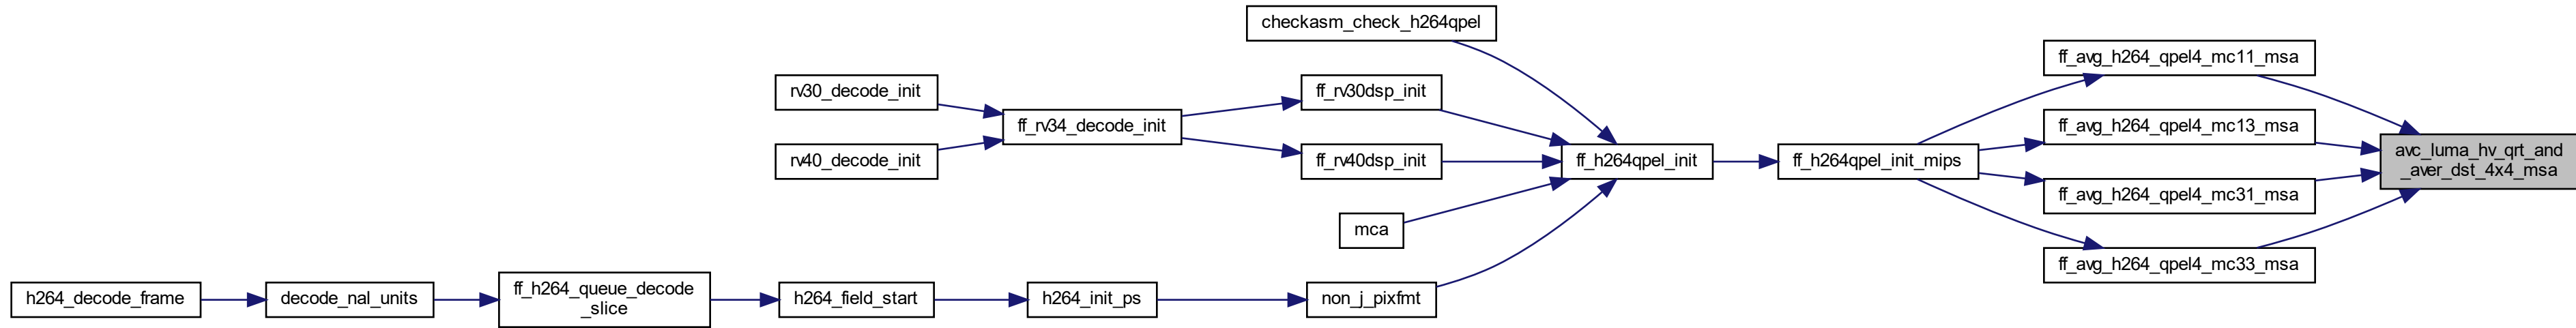 checkasm_check_h264qpel
rv30_decode_init
rv40_decode_init
ff_rv34_decode_init
ff_rv30dsp_init
ff_rv40dsp_init
mca
h264_decode_frame
decode_nal_units
ff_h264_queue_decode
_slice
h264_field_start
h264_init_ps
non_j_pixfmt
ff_h264qpel_init
ff_h264qpel_init_mips
ff_avg_h264_qpel4_mc11_msa
ff_avg_h264_qpel4_mc13_msa
ff_avg_h264_qpel4_mc31_msa
ff_avg_h264_qpel4_mc33_msa
avc_luma_hv_qrt_and
_aver_dst_4x4_msa